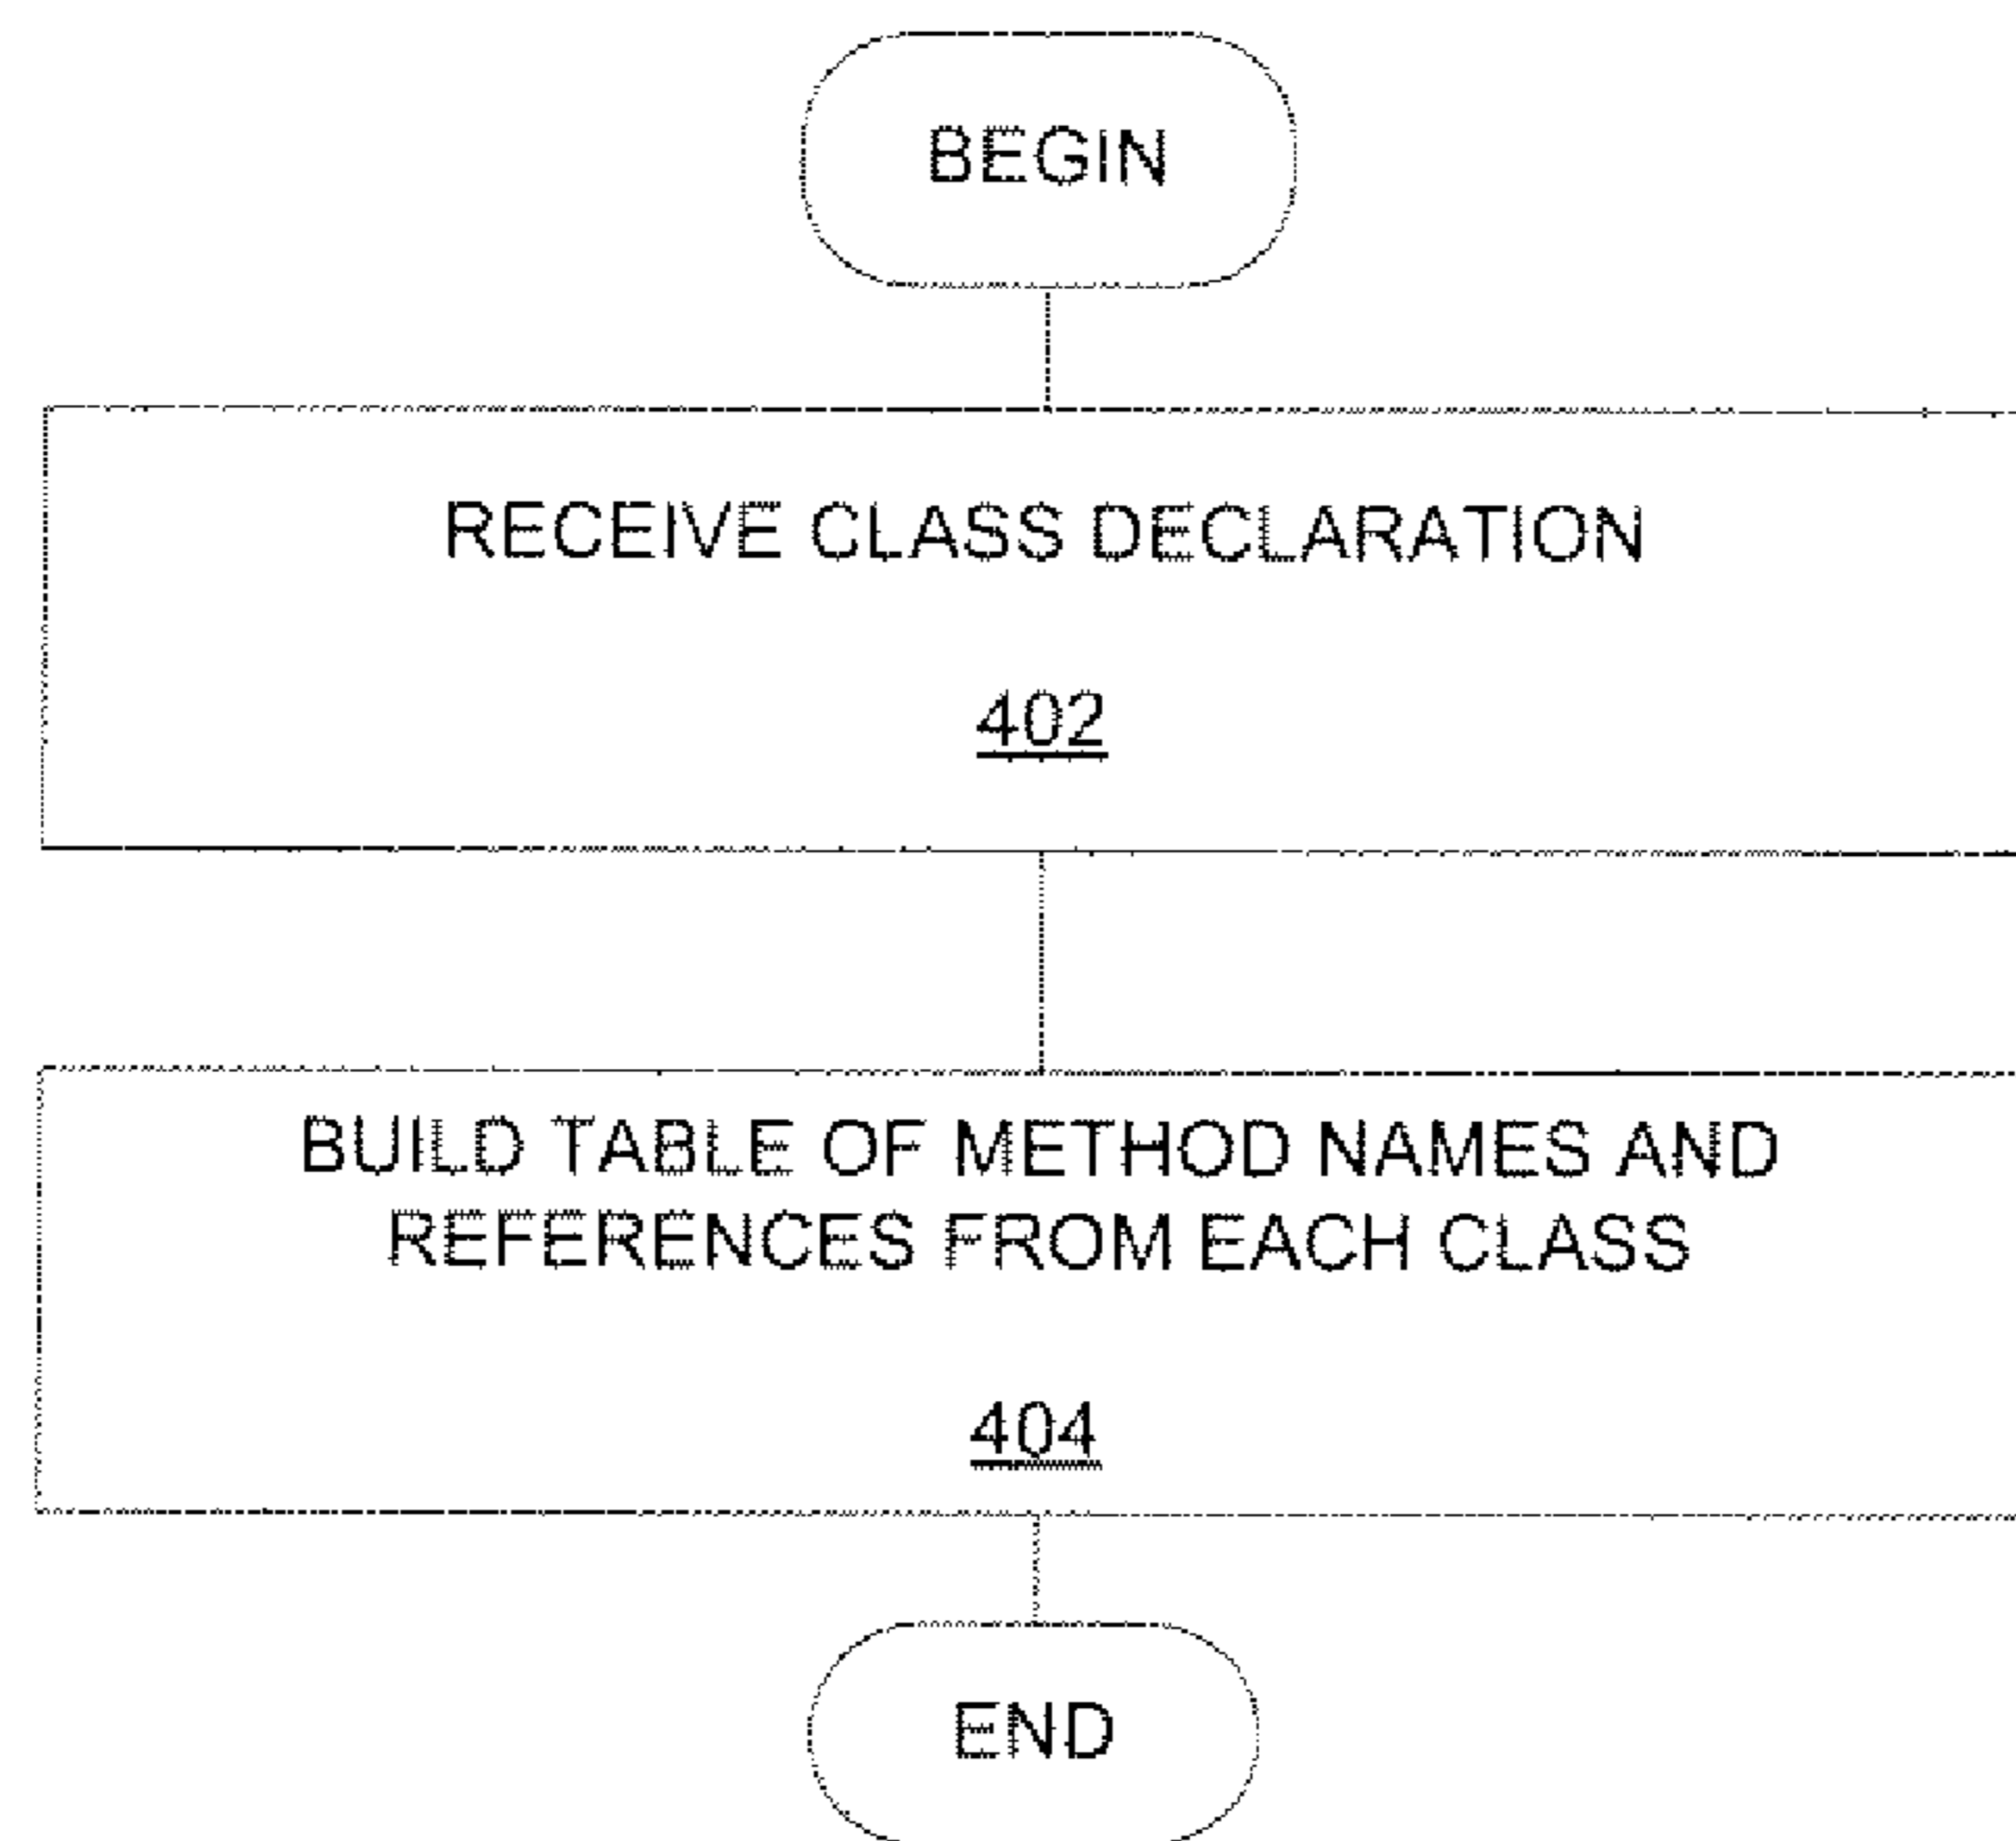 BEGIN
RECEIVE CLASS DECLARATION
402
BUILD TABLE OF METHOD NAMES AND
REFERENCES FROM EACH CLASS
404
END